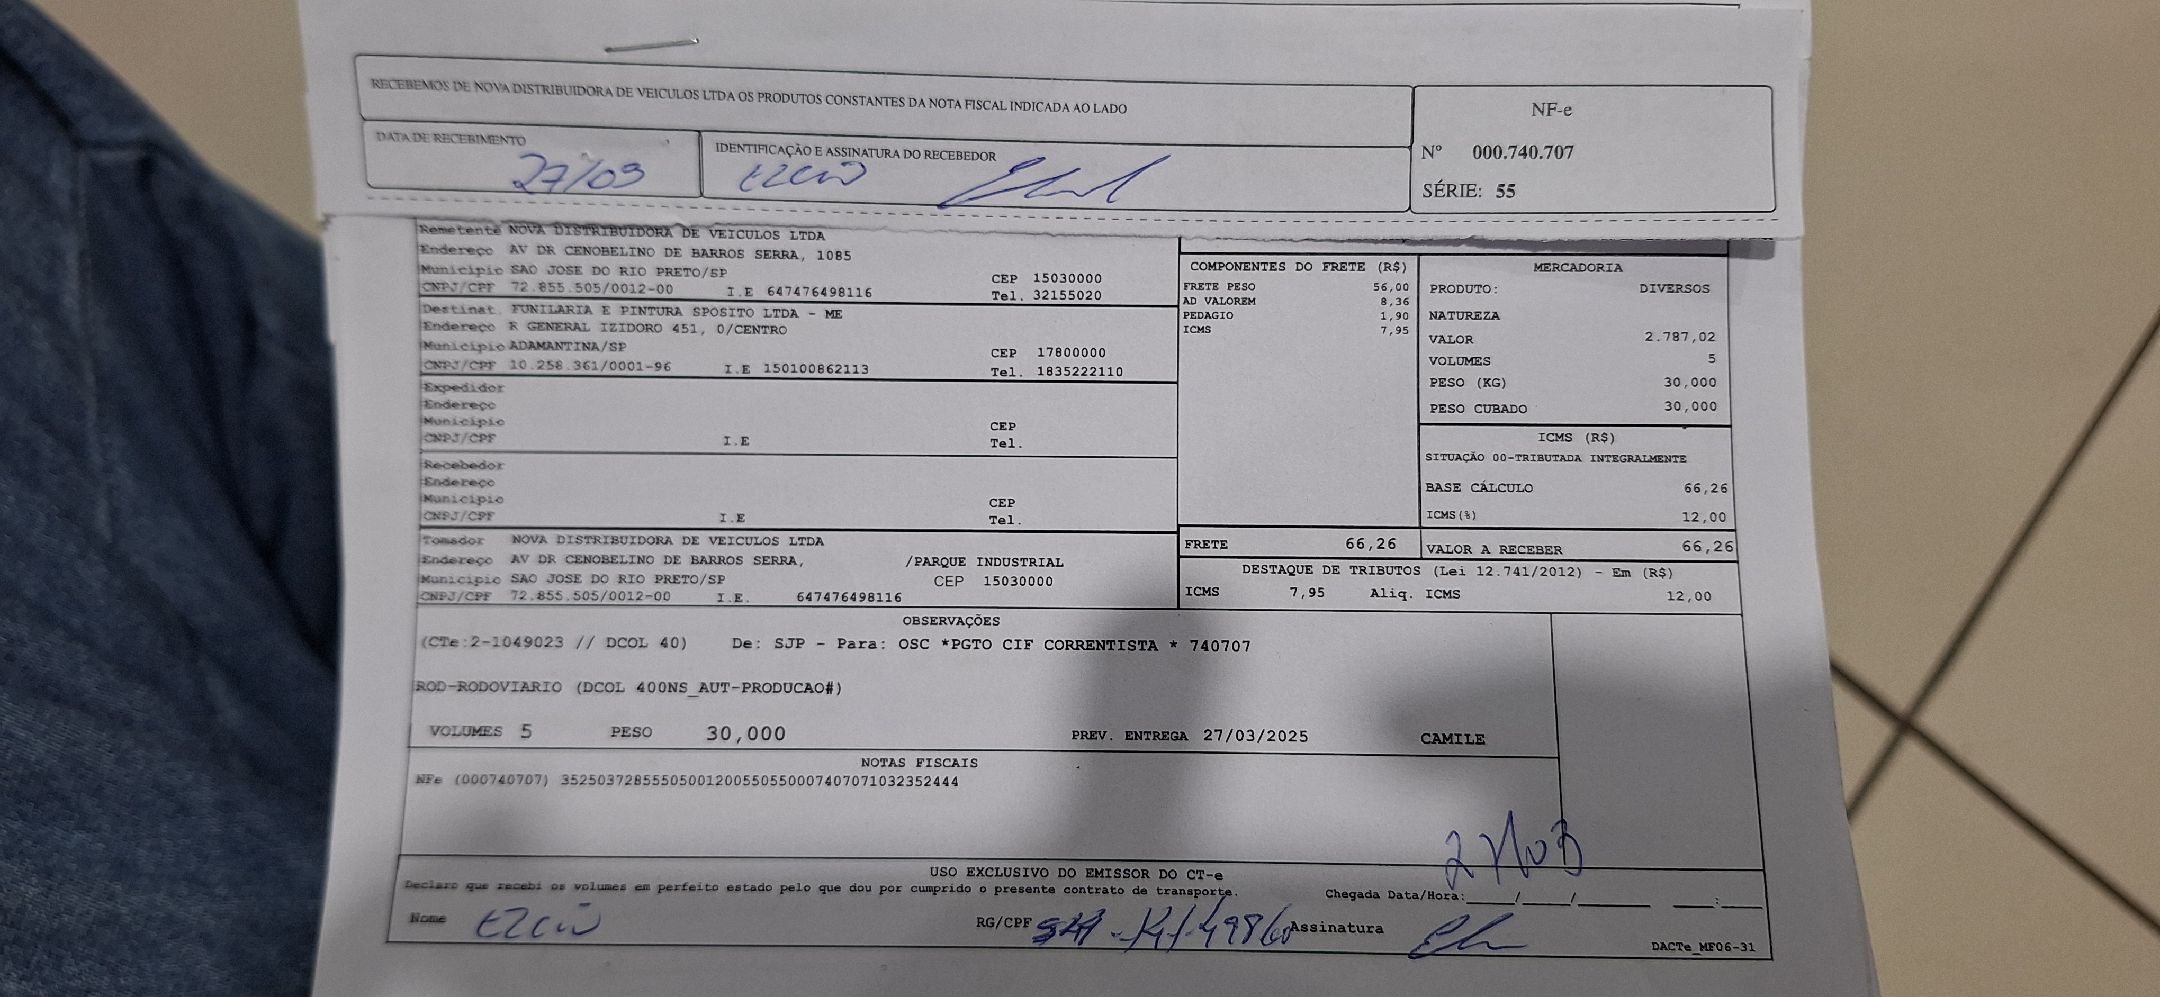 RECEBEMOS DE NOVA DISTRIBUIDORA DE VEICULOS LTDA OS PRODUTOS CONSTANTES DA NOTA FISCAL INDICADA AO LADO
DATA DE RECEBIMENTO
27/03
IDENTIFICAÇÃO E ASSINATURA DO RECEBEDOR
NF-e
Nº 000.740.707
SÉRIE: 55
Remetente NOVA DISTRIBUIDORA DE VEICULOS LTDA
Endereço AV DR CENOBELINO DE BARROS SERRA, 1085
Município SAO JOSE DO RIO PRETO/SP CEP 15030000
CNPJ/CPF 72.855.505/0012-00 I.E 647476498116 Tel. 32155020
Destinat. FUNILARIA E PINTURA SPOSITO LTDA - ME
Endereço R GENERAL IZIDORO 451, 0/CENTRO
Município ADAMANTINA/SP CEP 17800000
CNPJ/CPF 10.258.361/0001-96 I.E 150100862113 Tel. 1835222110
Expedidor
Endereço
Município CEP
CNPJ/CPF I.E Tel.
Recebedor
Endereço
Município CEP
CNPJ/CPF I.E Tel.
Tomador NOVA DISTRIBUIDORA DE VEICULOS LTDA
Endereço AV DR CENOBELINO DE BARROS SERRA, /PARQUE INDUSTRIAL
Município SAO JOSE DO RIO PRETO/SP CEP 15030000
CNPJ/CPF 72.855.505/0012-00 I.E. 647476498116
COMPONENTES DO FRETE (R$)
FRETE PESO 56,00
AD VALOREM 8,36
PEDAGIO 1,90
ICMS 7,95
MERCADORIA
PRODUTO: DIVERSOS
NATUREZA
VALOR 2.787,02
VOLUMES 5
PESO (KG) 30,000
PESO CUBADO 30,000
ICMS (R$)
SITUAÇÃO 00-TRIBUTADA INTEGRALMENTE
BASE CÁLCULO 66,26
ICMS(%) 12,00
FRETE 66,26 VALOR A RECEBER 66,26
DESTAQUE DE TRIBUTOS (Lei 12.741/2012) - Em (R$)
ICMS 7,95 Aliq. ICMS 12,00
OBSERVAÇÕES
(CTe:2-1049023 // DCOL 40) De: SJP - Para: OSC *PGTO CIF CORRENTISTA * 740707
ROD-RODOVIARIO (DCOL 400NS_AUT-PRODUCAO#)
VOLUMES 5 PESO 30,000 PREV. ENTREGA 27/03/2025 CAMILE
NOTAS FISCAIS
NFe (000740707) 35250372855505001200550550007407071032352444
27/03
USO EXCLUSIVO DO EMISSOR DO CT-e
Declaro que recebi os volumes em perfeito estado pelo que dou por cumprido o presente contrato de transporte. Chegada Data/Hora:____/____/______ ____:____
Nome RG/CPF Assinatura
DACTe_MF06-31